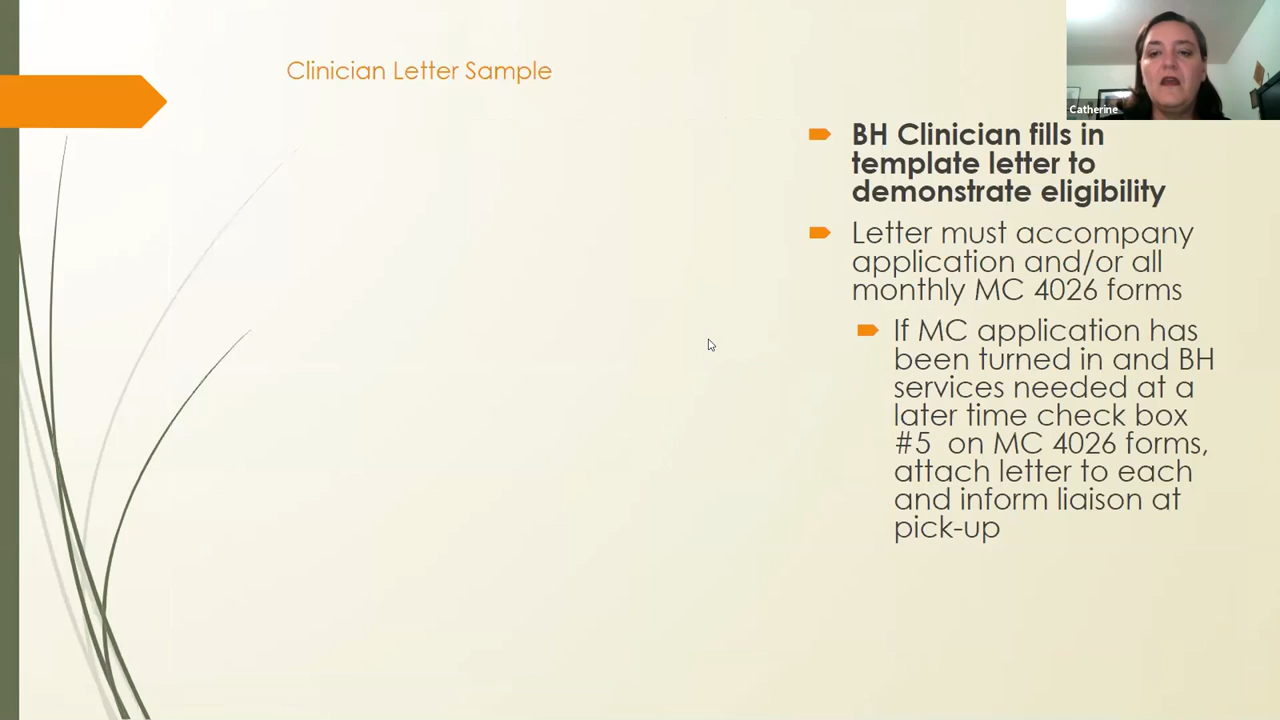 Clinician Letter Sample
Catherine
BH Clinician fills in
template letter to
demonstrate eligibility
Letter must accompany
application and/or all
monthly MC 4026 forms
If MC application has
been turned in and BH
services needed at a
later time check box
#5 on MC 4026 forms,
attach letter to each
and inform liaison at
pick-up